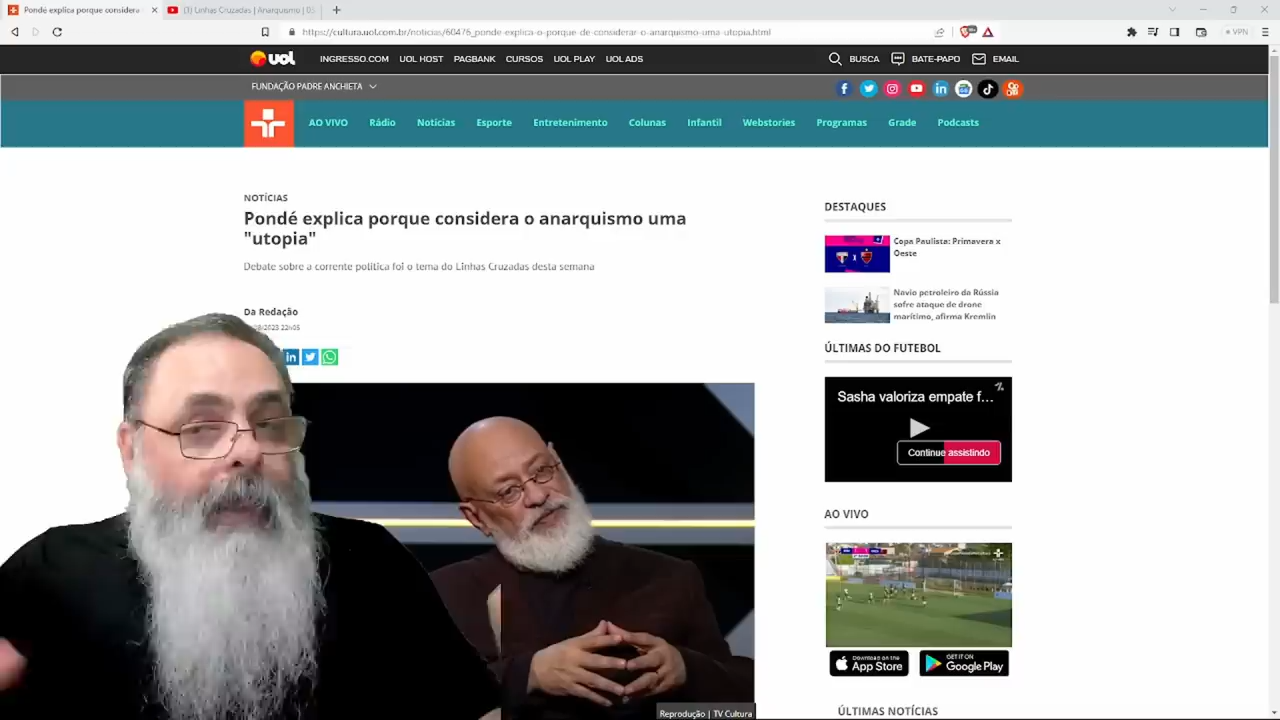 Pondé explica porque considera
(1) Linhas Cruzadas | Anarquismo | 03
https://cultura.uol.com.br/noticias/60476_ponde-explica-o-porque-de-considerar-o-anarquismo-uma-utopia.html
VPN
UOL
INGRESSO.COM
UOL HOST
PAGBANK
CURSOS
UOL PLAY
UOL ADS
BUSCA
BATE-PAPO
EMAIL
FUNDAÇÃO PADRE ANCHIETA
AO VIVO
Rádio
Notícias
Esporte
Entretenimento
Colunas
Infantil
Webstories
Programas
Grade
Podcasts
NOTÍCIAS
Pondé explica porque considera o anarquismo uma
"utopia"
Debate sobre a corrente política foi o tema do Linhas Cruzadas desta semana
Da Redação
/2023 22h05
Reprodução | TV Cultura
DESTAQUES
Copa Paulista: Primavera x
Oeste
Navio petroleiro da Rússia
sofre ataque de drone
marítimo, afirma Kremlin
ÚLTIMAS DO FUTEBOL
Sasha valoriza empate f...
Continue assistindo
AO VIVO
Download on the
App Store
GET IT ON
Google Play
ÚLTIMAS NOTÍCIAS